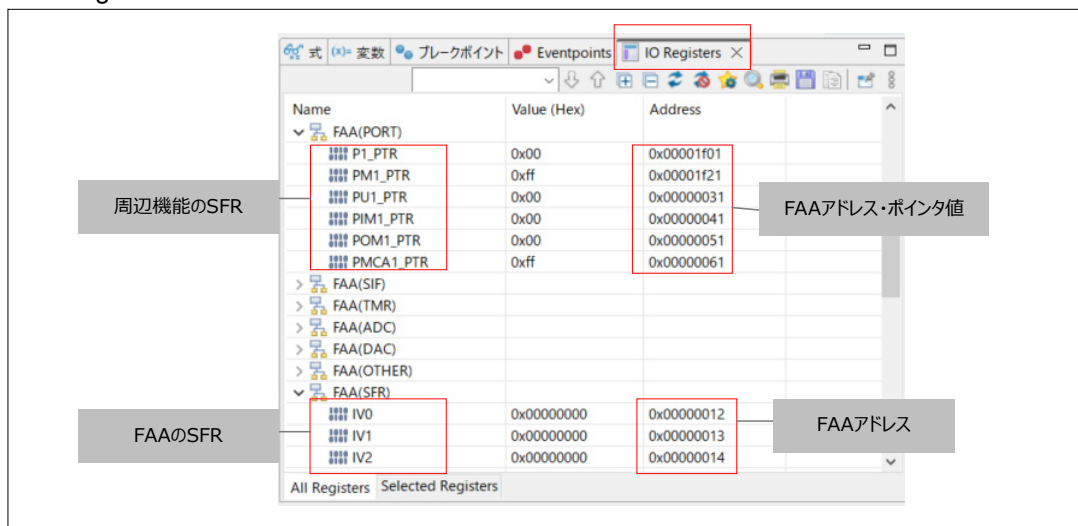 式 (x)= 変数 ブレークポイント Eventpoints IO Registers
Name Value (Hex) Address
FAA(PORT)
P1_PTR 0x00 0x00001f01
PM1_PTR 0xff 0x00001f21
PU1_PTR 0x00 0x00000031
PIM1_PTR 0x00 0x00000041
POM1_PTR 0x00 0x00000051
PMCA1_PTR 0xff 0x00000061
周辺機能のSFR
FAAアドレス・ポインタ値
FAA(SIF)
FAA(TMR)
FAA(ADC)
FAA(DAC)
FAA(OTHER)
FAA(SFR)
IV0 0x00000000 0x00000012
IV1 0x00000000 0x00000013
IV2 0x00000000 0x00000014
FAAのSFR
FAAアドレス
All Registers Selected Registers